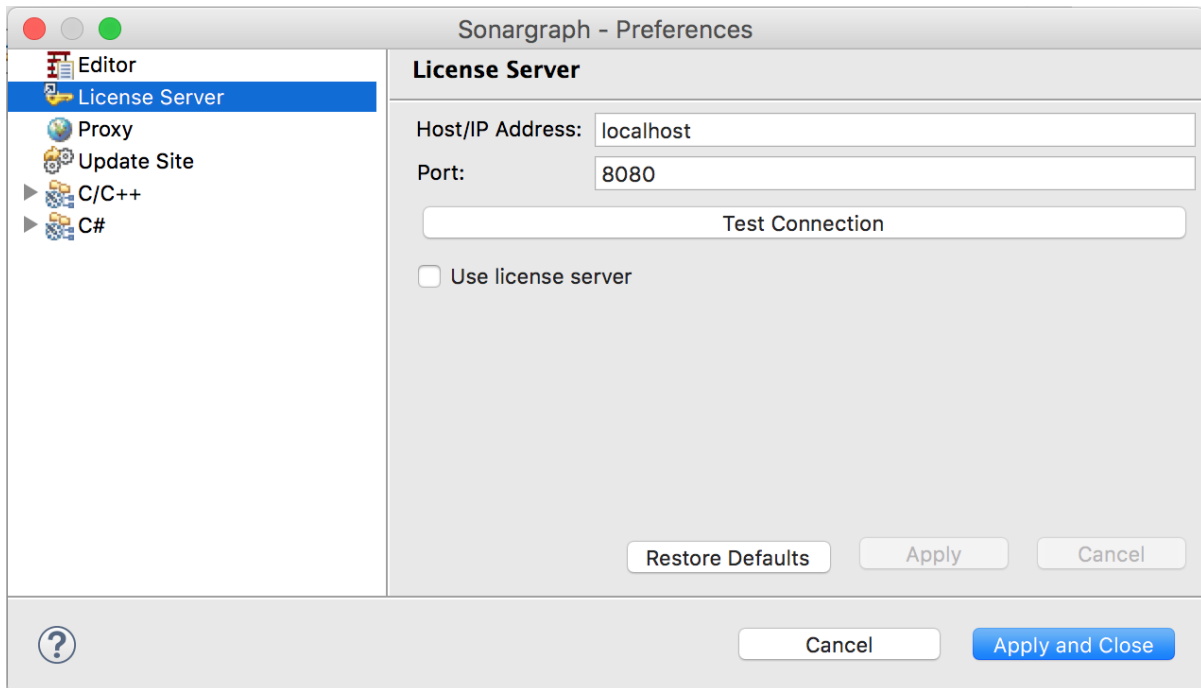 Sonargraph - Preferences
Editor
License Server
Proxy
Update Site
C/C++
C#
License Server
Host/IP Address: localhost
Port: 8080
Test Connection
Use license server
Restore Defaults Apply Cancel
? Cancel Apply and Close